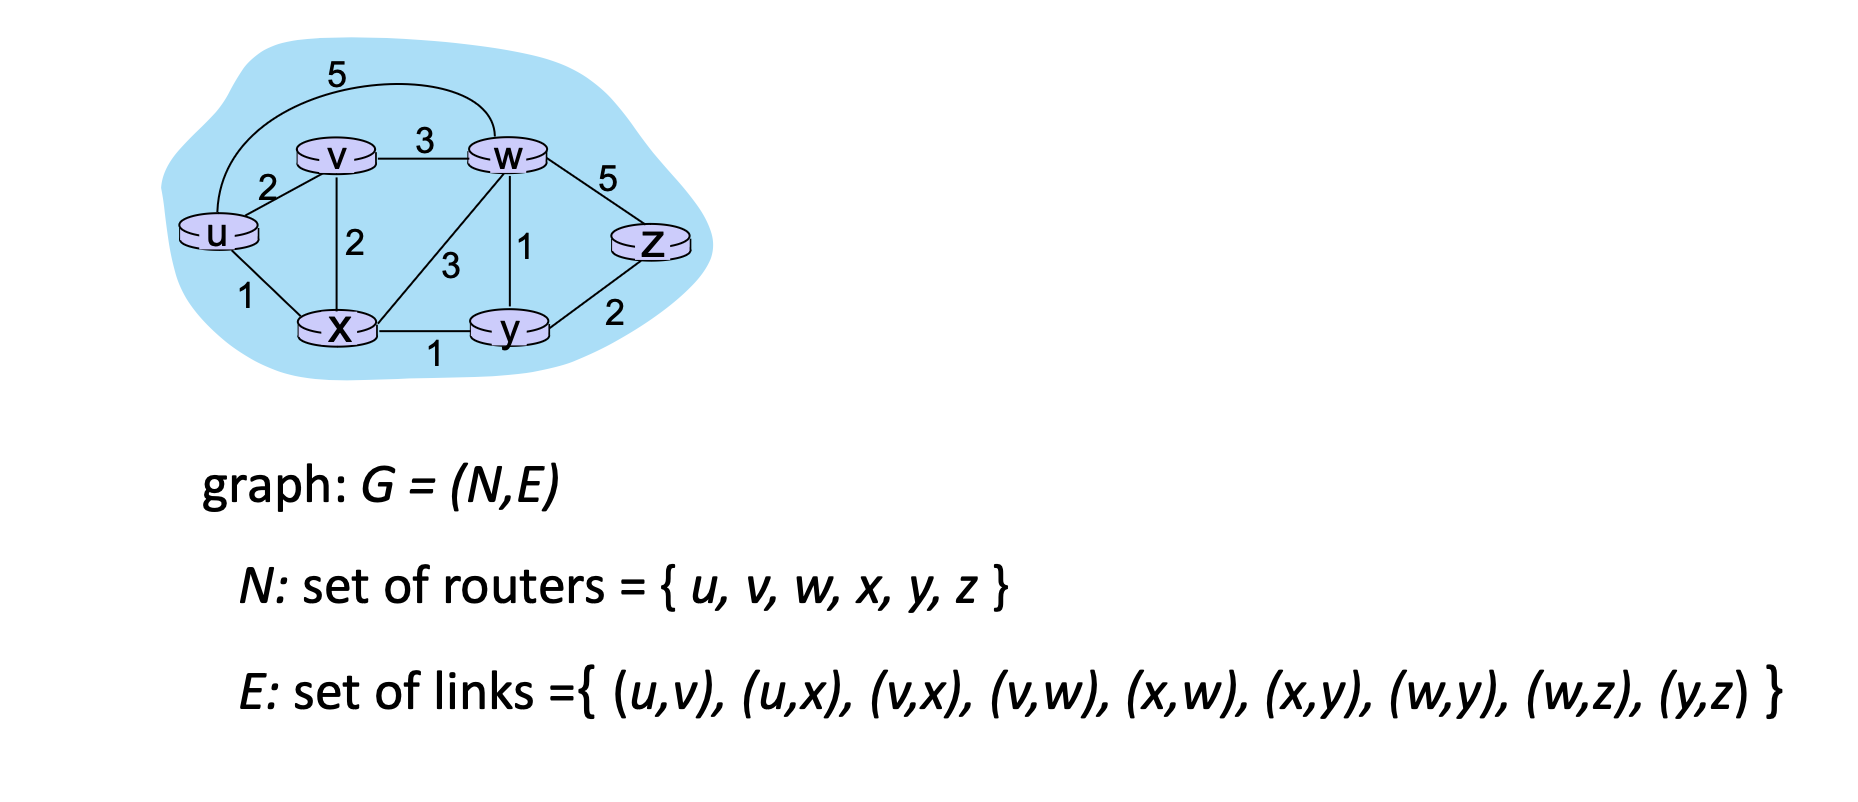 5
v 3 w
2 5
u 2 3 1 z
1 2
x 1 y
graph: G = (N,E)
N: set of routers = { u, v, w, x, y, z }
E: set of links ={ (u,v), (u,x), (v,x), (v,w), (x,w), (x,y), (w,y), (w,z), (y,z) }